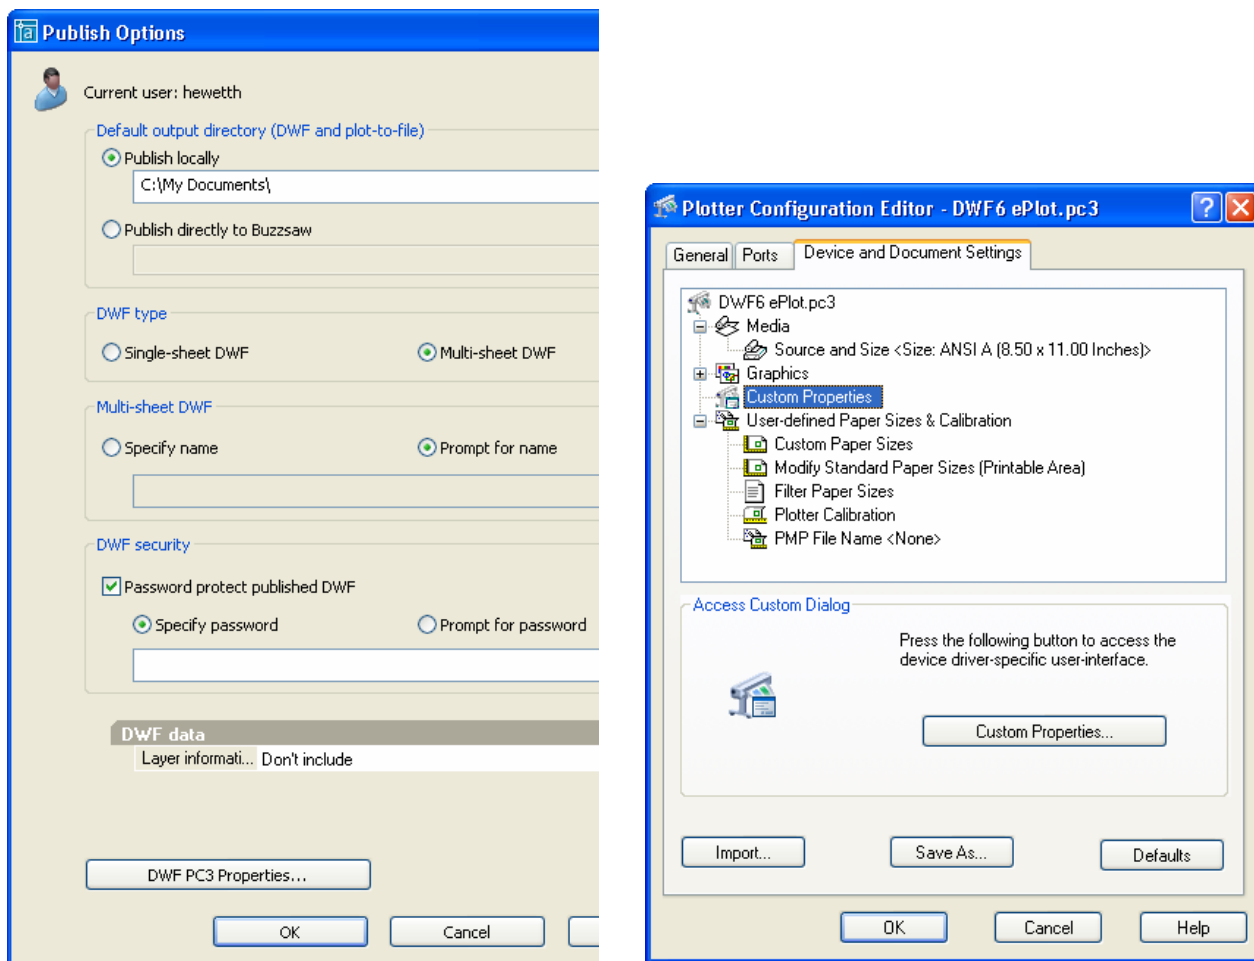 Publish Options
Current user: hewetth
Default output directory (DWF and plot-to-file)
Publish locally
C:\My Documents\
Publish directly to Buzzsaw
DWF type
Single-sheet DWF
Multi-sheet DWF
Multi-sheet DWF
Specify name
Prompt for name
DWF security
Password protect published DWF
Specify password
Prompt for password
DWF data
Layer informati... Don't include
DWF PC3 Properties...
OK
Cancel
Plotter Configuration Editor - DWF6 ePlot.pc3
General
Ports
Device and Document Settings
DWF6 ePlot.pc3
Media
Source and Size <Size: ANSI A (8.50 x 11.00 Inches)>
Graphics
Custom Properties
User-defined Paper Sizes & Calibration
Custom Paper Sizes
Modify Standard Paper Sizes (Printable Area)
Filter Paper Sizes
Plotter Calibration
PMP File Name <None>
Access Custom Dialog
Press the following button to access the
device driver-specific user-interface.
Custom Properties...
Import...
Save As...
Defaults
OK
Cancel
Help